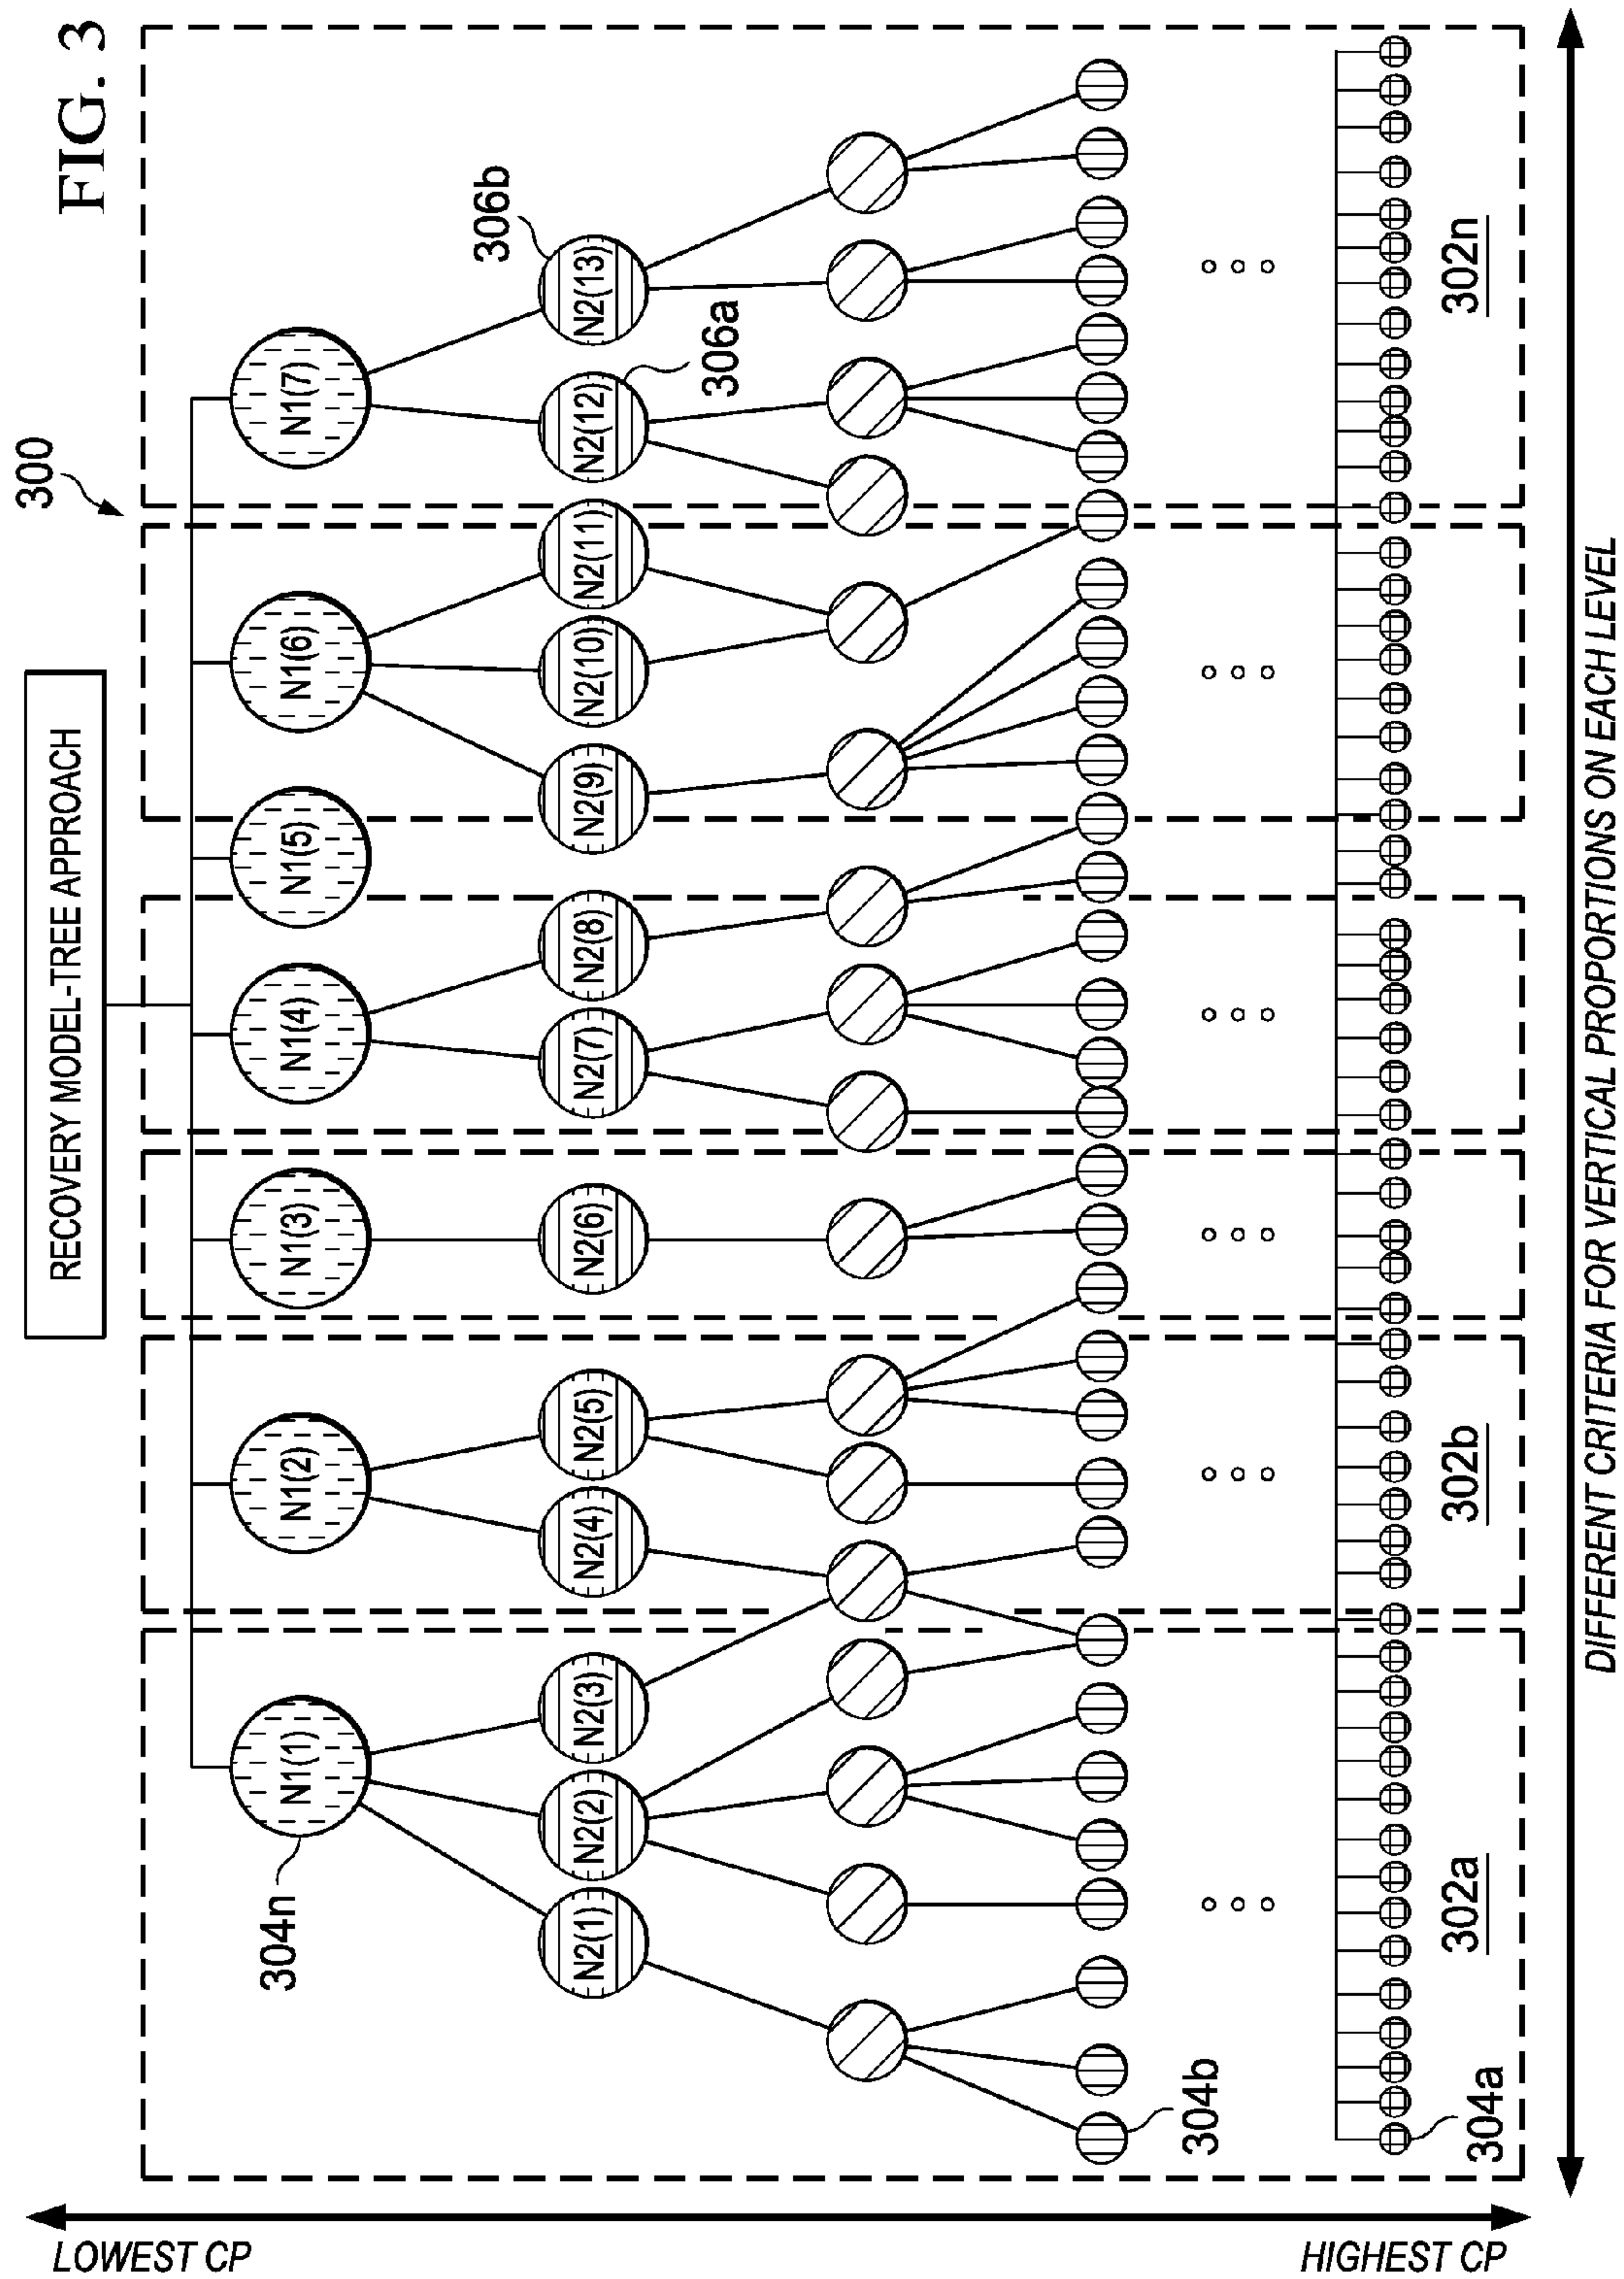 FIG. 3
300
RECOVERY MODEL-TREE APPROACH
N1(1)
N1(2)
N1(3)
N1(4)
N1(5)
N1(6)
N1(7)
304n
N2(1)
N2(2)
N2(3)
N2(4)
N2(5)
N2(6)
N2(7)
N2(8)
N2(9)
N2(10)
N2(11)
N2(12)
N2(13)
306b
306a
304b
302a
302b
302n
304a
LOWEST CP
HIGHEST CP
DIFFERENT CRITERIA FOR VERTICAL PROPORTIONS ON EACH LEVEL